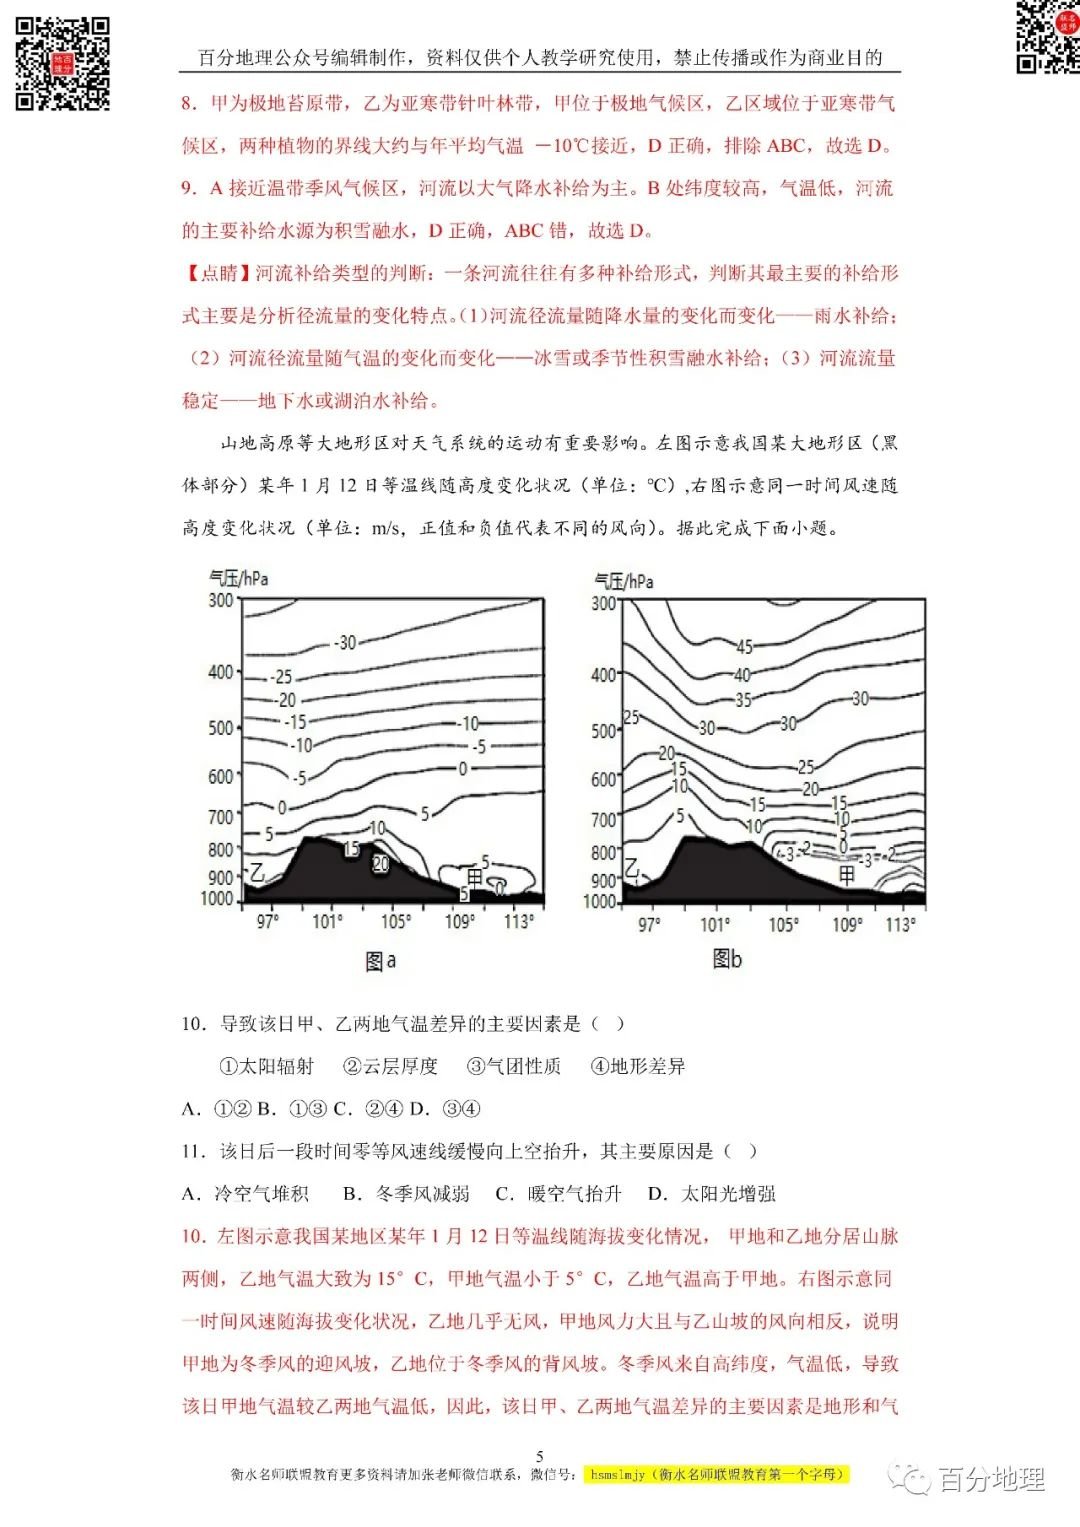 百分地理公众号编辑制作，资料仅供个人教学研究使用，禁止传播或作为商业目的
8．甲为极地苔原带，乙为亚寒带针叶林带，甲位于极地气候区，乙区域位于亚寒带气
候区，两种植物的界线大约与年平均气温 －10℃接近，D 正确，排除 ABC，故选 D。
9．A 接近温带季风气候区，河流以大气降水补给为主。B 处纬度较高，气温低，河流
的主要补给水源为积雪融水，D 正确，ABC 错，故选 D。
【点睛】河流补给类型的判断：一条河流往往有多种补给形式，判断其最主要的补给形
式主要是分析径流量的变化特点。（1）河流径流量随降水量的变化而变化——雨水补给；
（2）河流径流量随气温的变化而变化——冰雪或季节性积雪融水补给；（3）河流流量
稳定——地下水或湖泊水补给。
山地高原等大地形区对天气系统的运动有重要影响。左图示意我国某大地形区（黑
体部分）某年 1 月 12 日等温线随高度变化状况（单位：℃）,右图示意同一时间风速随
高度变化状况（单位：m/s，正值和负值代表不同的风向）。据此完成下面小题。
气压/hPa
300
400
500
600
700
800
900
1000
-30
-25
-20
-15
-10
-10
-5
-5
0
0
5
5
10
15
20
乙
甲
5
5
0
97° 101° 105° 109° 113°
图a
气压/hPa
300
400
500
600
700
800
900
1000
45
40
35
30
30
30
25
25
20
20
15
15
15
10
10
10
5
5
0
-3
-2
-3
-2
乙
甲
97° 101° 105° 109° 113°
图b
10．导致该日甲、乙两地气温差异的主要因素是（ ）
①太阳辐射 ②云层厚度 ③气团性质 ④地形差异
A．①② B．①③ C．②④ D．③④
11．该日后一段时间零等风速线缓慢向上空抬升，其主要原因是（ ）
A．冷空气堆积 B．冬季风减弱 C．暖空气抬升 D．太阳光增强
10．左图示意我国某地区某年 1 月 12 日等温线随海拔变化情况， 甲地和乙地分居山脉
两侧，乙地气温大致为 15°C，甲地气温小于 5°C，乙地气温高于甲地。右图示意同
一时间风速随海拔变化状况，乙地几乎无风，甲地风力大且与乙山坡的风向相反，说明
甲地为冬季风的迎风坡，乙地位于冬季风的背风坡。冬季风来自高纬度，气温低，导致
该日甲地气温较乙两地气温低，因此，该日甲、乙两地气温差异的主要因素是地形和气
5
衡水名师联盟教育更多资料请加张老师微信联系，微信号： hsmslmjy（衡水名师联盟教育第一个字母）
百分地理